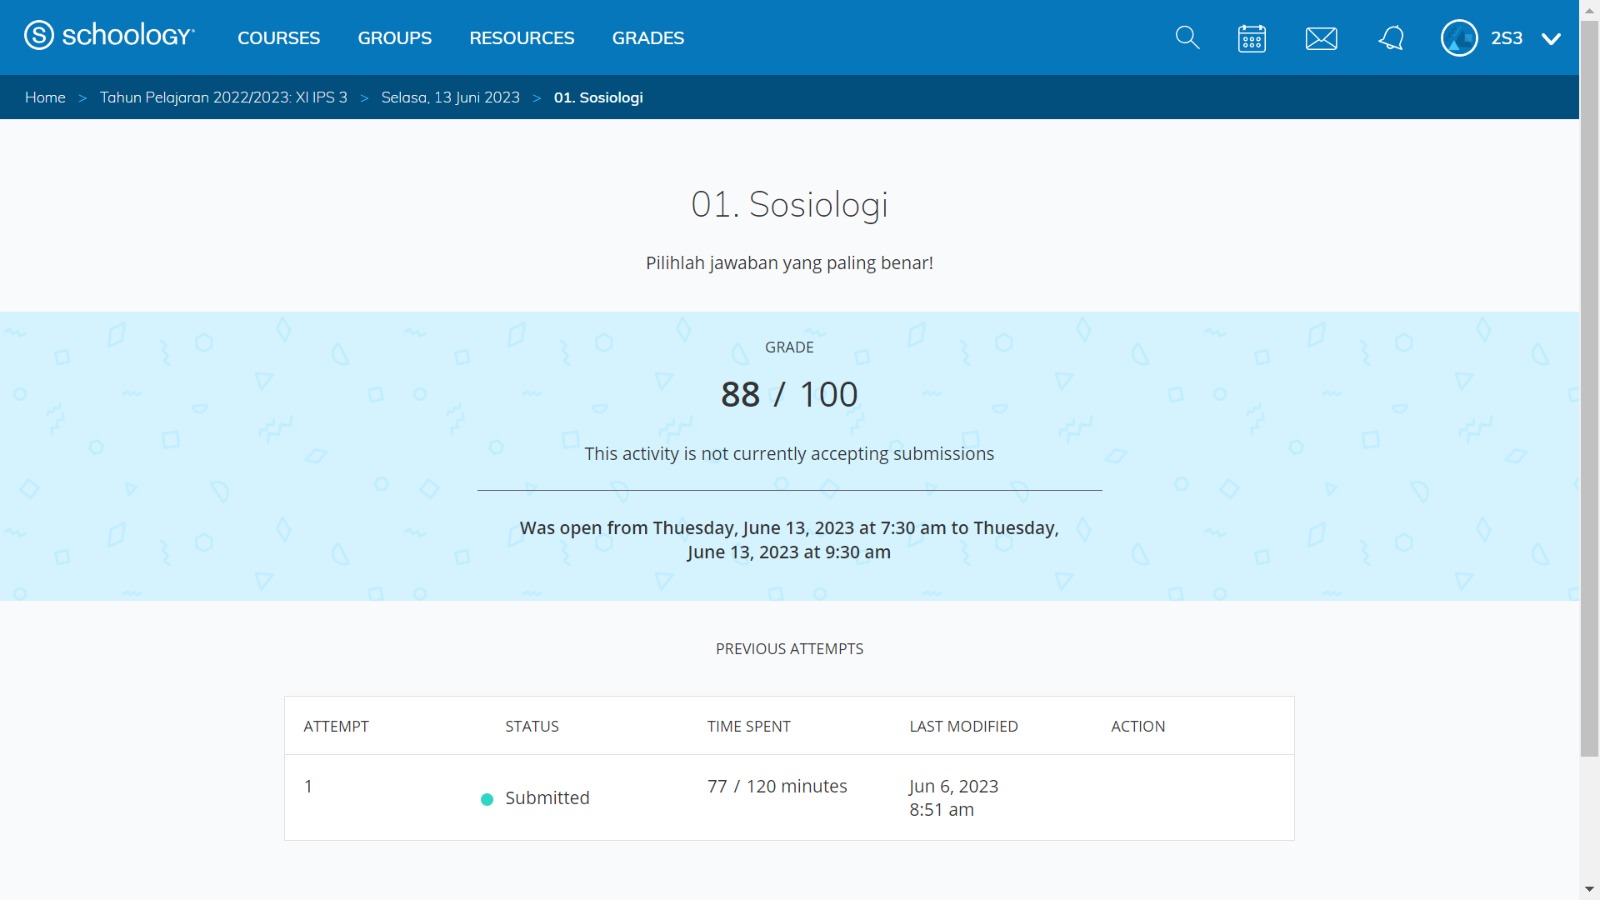 schoology
COURSES GROUPS RESOURCES GRADES 2S3
Home > Tahun Pelajaran 2022/2023: XI IPS 3 > Selasa, 13 Juni 2023 > 01. Sosiologi
01. Sosiologi
Pilihlah jawaban yang paling benar!
GRADE
88 / 100
This activity is not currently accepting submissions
Was open from Thuesday, June 13, 2023 at 7:30 am to Thuesday,
June 13, 2023 at 9:30 am
PREVIOUS ATTEMPTS
ATTEMPT STATUS TIME SPENT LAST MODIFIED ACTION
1 Submitted 77 / 120 minutes Jun 6, 2023
8:51 am